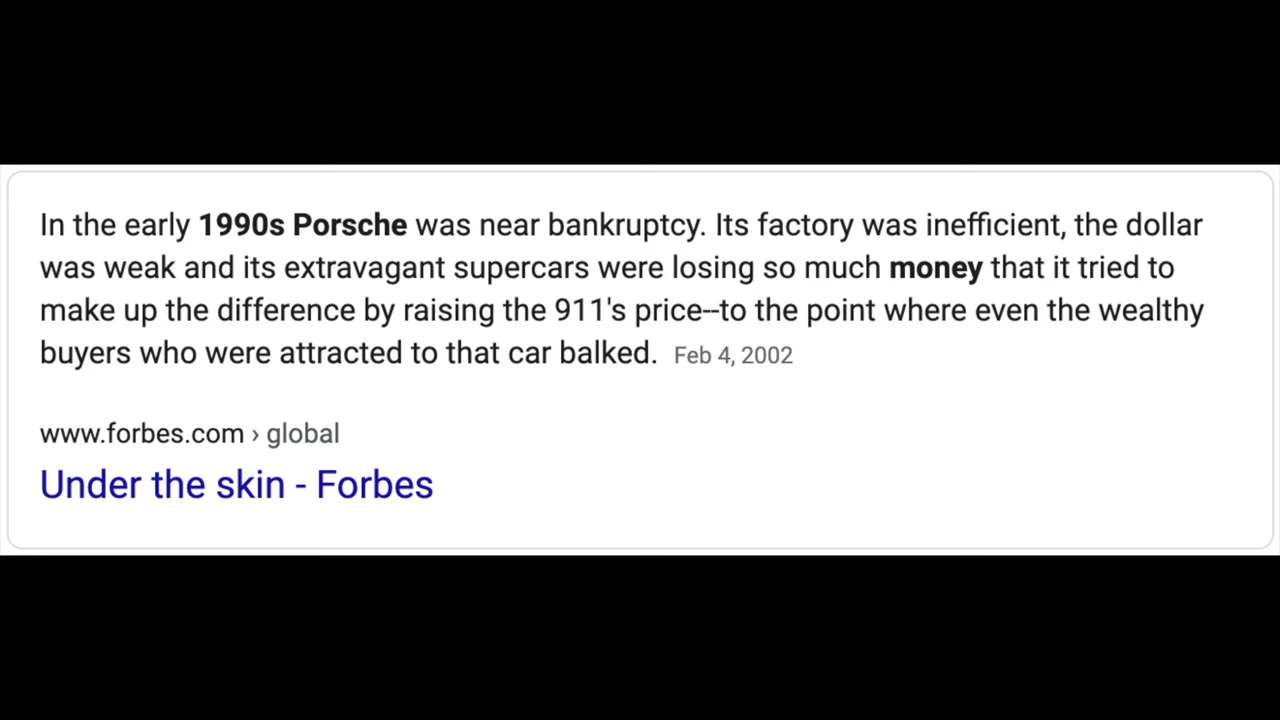 In the early 1990s Porsche was near bankruptcy. Its factory was inefficient, the dollar
was weak and its extravagant supercars were losing so much money that it tried to
make up the difference by raising the 911's price--to the point where even the wealthy
buyers who were attracted to that car balked. Feb 4, 2002
www.forbes.com › global
Under the skin - Forbes